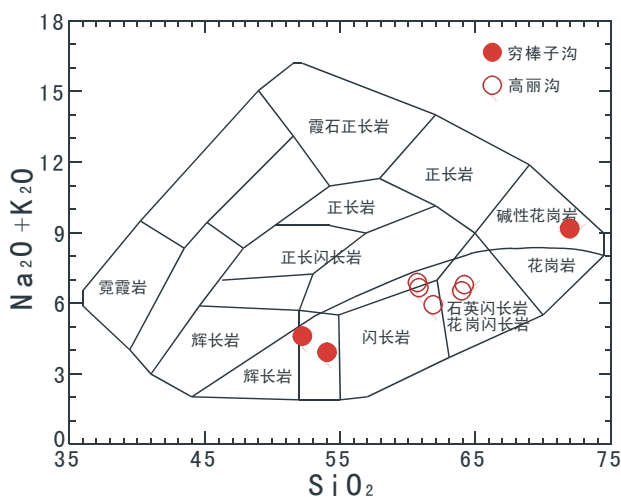 18
15
12
9
6
3
0
Na₂O+K₂O
穷棒子沟
高丽沟
霞石正长岩
正长岩
碱性花岗岩
正长岩
正长闪长岩
花岗岩
霓霞岩
石英闪长岩
花岗闪长岩
辉长岩
闪长岩
辉长岩
35
45
55
65
75
SiO₂